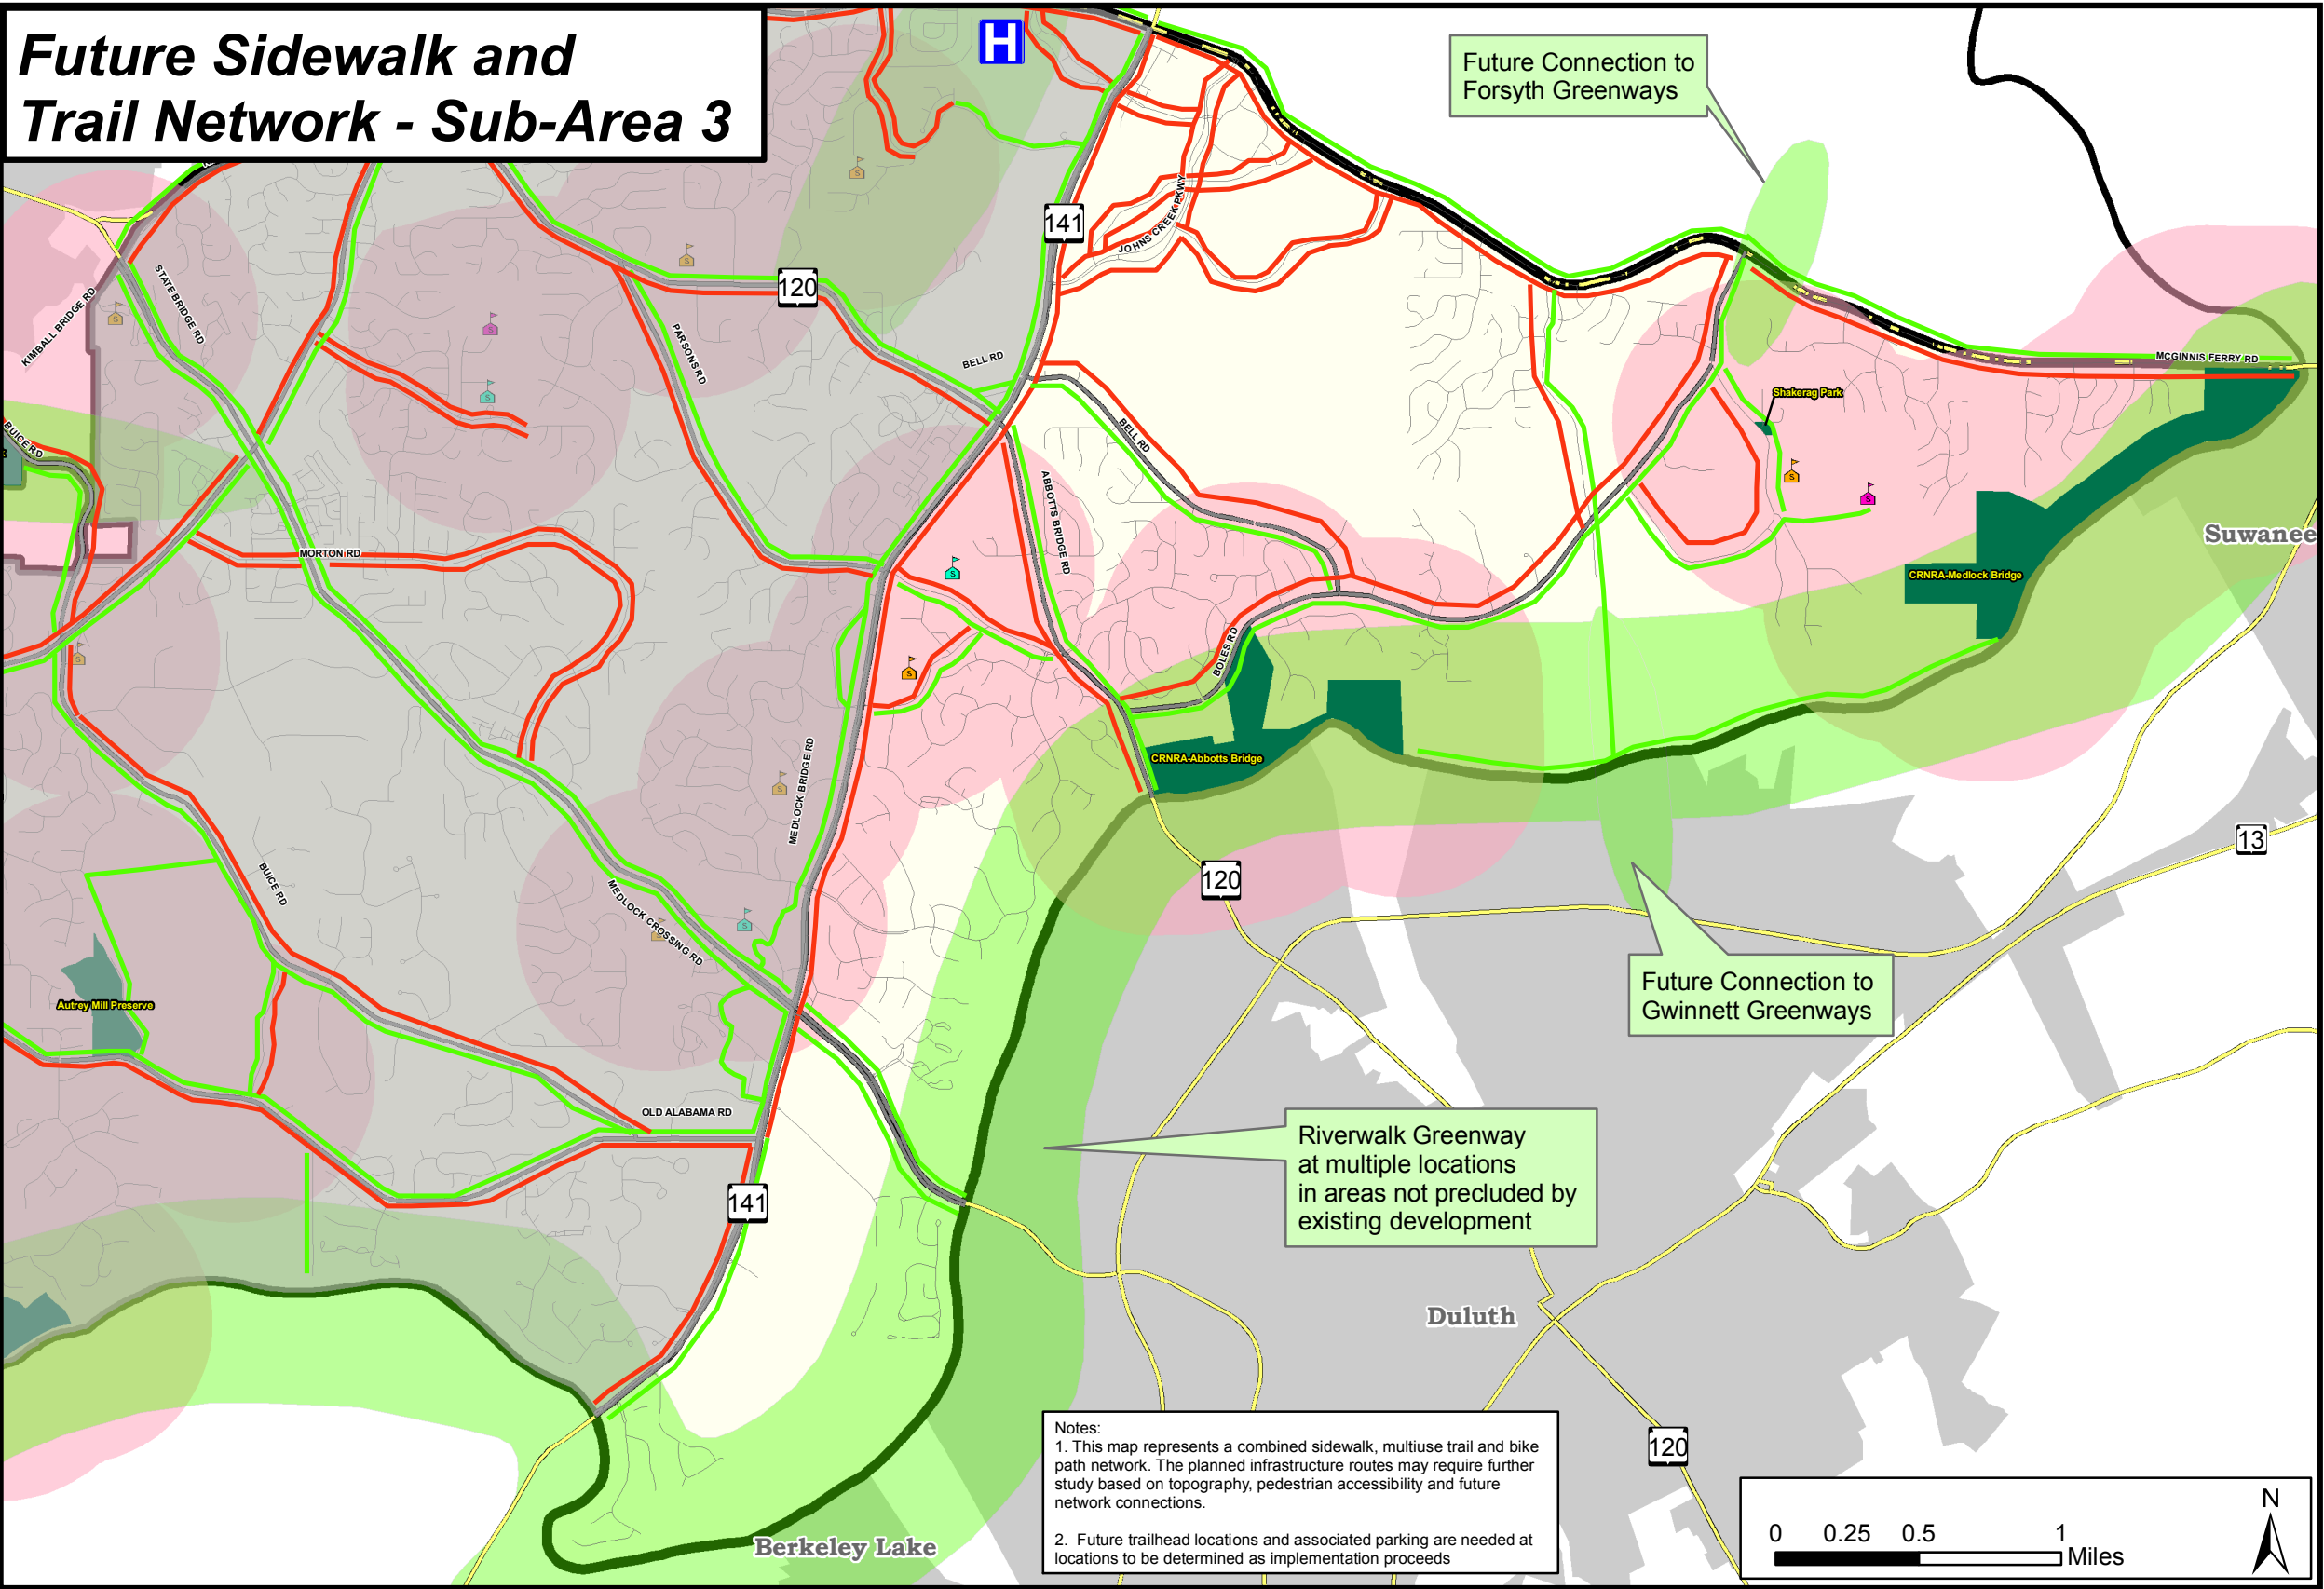 Future Sidewalk and
Trail Network - Sub-Area 3
H
Future Connection to
Forsyth Greenways
141
JOHNS CREEK PKWY
120
STATE BRIDGE RD
KIMBALL BRIDGE RD
PARSONS RD
BELL RD
MCGINNIS FERRY RD
Shakerag Park
BUICE RD
BELL RD
ABBOTTS BRIDGE RD
Suwanee
MORTON RD
CRNRA-Medlock Bridge
BOLES RD
CRNRA-Abbotts Bridge
MEDLOCK BRIDGE RD
13
120
BUICE RD
MEDLOCK CROSSING RD
Future Connection to
Gwinnett Greenways
Autrey Mill Preserve
OLD ALABAMA RD
Riverwalk Greenway
at multiple locations
in areas not precluded by
existing development
141
Duluth
Notes:
1. This map represents a combined sidewalk, multiuse trail and bike
path network. The planned infrastructure routes may require further
study based on topography, pedestrian accessibility and future
network connections.
2. Future trailhead locations and associated parking are needed at
locations to be determined as implementation proceeds
120
Berkeley Lake
N
0 0.25 0.5 1
Miles